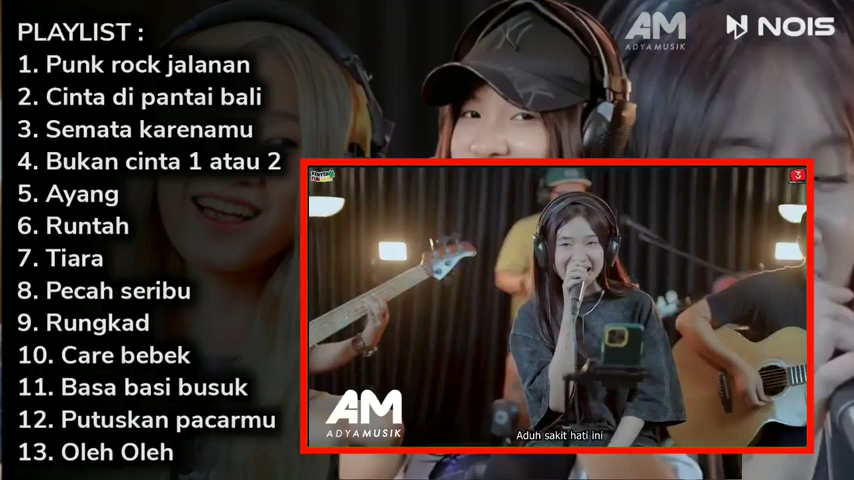 PLAYLIST :
1. Punk rock jalanan
2. Cinta di pantai bali
3. Semata karenamu
4. Bukan cinta 1 atau 2
5. Ayang
6. Runtah
7. Tiara
8. Pecah seribu
9. Rungkad
10. Care bebek
11. Basa basi busuk
12. Putuskan pacarmu
13. Oleh Oleh
AM
ADYAMUSIK
NOIS
3
AM
ADYAMUSIK
Aduh sakit hati ini